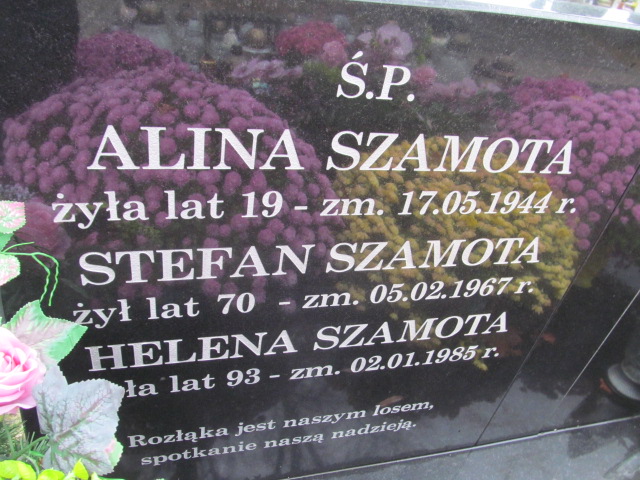 Ś.P.
ALINA SZAMOTA
żyła lat 19 - zm. 17.05.1944 r.
STEFAN SZAMOTA
żył lat 70 - zm. 05.02.1967 r.
HELENA SZAMOTA
lat 93 - zm. 02.01.1985 r.
Rozłąka jest naszym losem,
spotkanie naszą nadzieją.